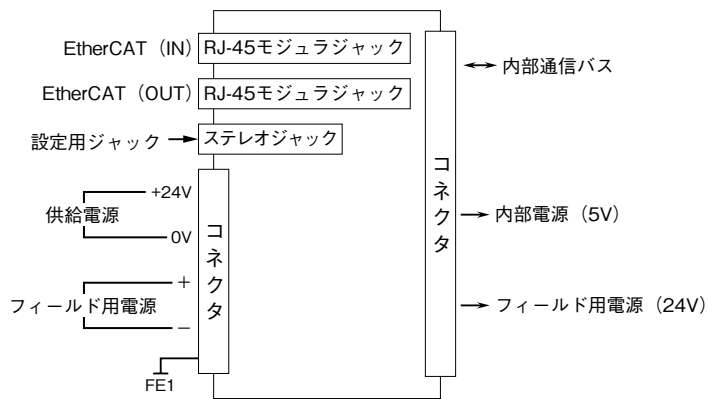 EtherCAT（IN）
RJ-45モジュラジャック
EtherCAT（OUT）
RJ-45モジュラジャック
設定用ジャック
ステレオジャック
供給電源
+24V
0V
フィールド用電源
+
−
FE1
コネクタ
コネクタ
内部通信バス
内部電源（5V）
フィールド用電源（24V）